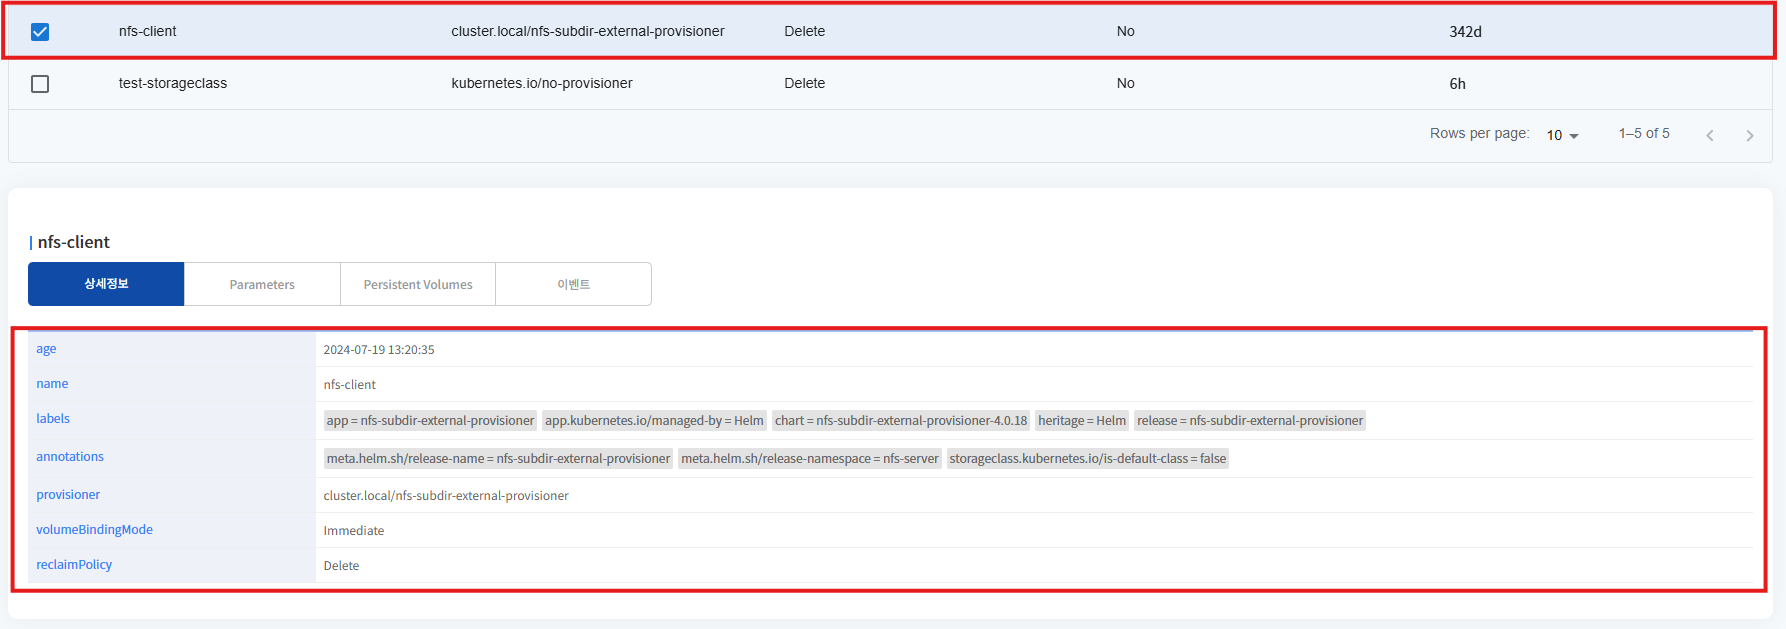 nfs-client cluster.local/nfs-subdir-external-provisioner Delete No 342d
test-storageclass kubernetes.io/no-provisioner Delete No 6h
Rows per page: 10 1–5 of 5
nfs-client
상세정보 Parameters Persistent Volumes 이벤트
age 2024-07-19 13:20:35
name nfs-client
labels app = nfs-subdir-external-provisioner app.kubernetes.io/managed-by = Helm chart = nfs-subdir-external-provisioner-4.0.18 heritage = Helm release = nfs-subdir-external-provisioner
annotations meta.helm.sh/release-name = nfs-subdir-external-provisioner meta.helm.sh/release-namespace = nfs-server storageclass.kubernetes.io/is-default-class = false
provisioner cluster.local/nfs-subdir-external-provisioner
volumeBindingMode Immediate
reclaimPolicy Delete